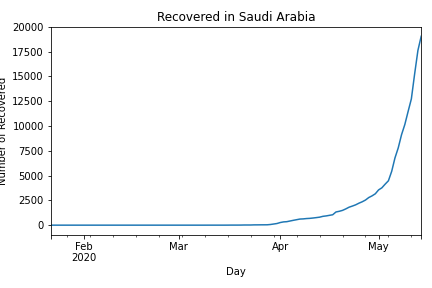 Recovered in Saudi Arabia
20000
17500
15000
12500
10000
7500
5000
2500
0
Number of Recovered
Feb
2020
Mar
Apr
May
Day